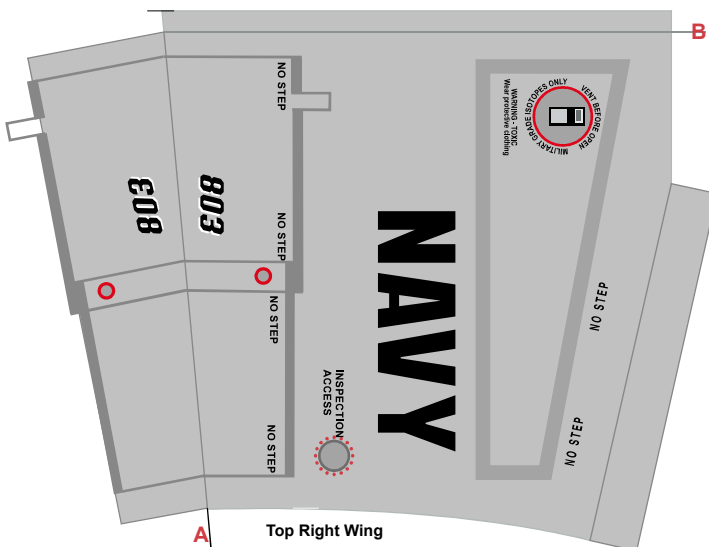 B
NO STEP
WARNING - TOXIC
Wear protective clothing
MILITARY GRADE ISOTOPES ONLY
VENT BEFORE OPEN
803
803
NO STEP
NAVY
NO STEP
NO STEP
INSPECTION
ACCESS
NO STEP
NO STEP
A
Top Right Wing